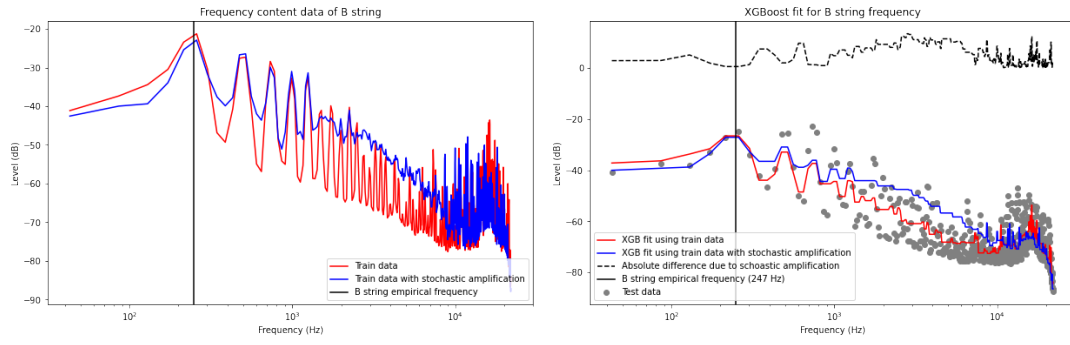 Frequency content data of B string
Level (dB)
−20
−30
−40
−50
−60
−70
−80
−90
10²
10³
10⁴
Frequency (Hz)
Train data
Train data with stochastic amplification
B string empirical frequency
XGBoost fit for B string frequency
Level (dB)
0
−20
−40
−60
−80
10²
10³
10⁴
Frequency (Hz)
XGB fit using train data
XGB fit using train data with stochastic amplification
Absolute difference due to schoastic amplification
B string empirical frequency (247 Hz)
Test data